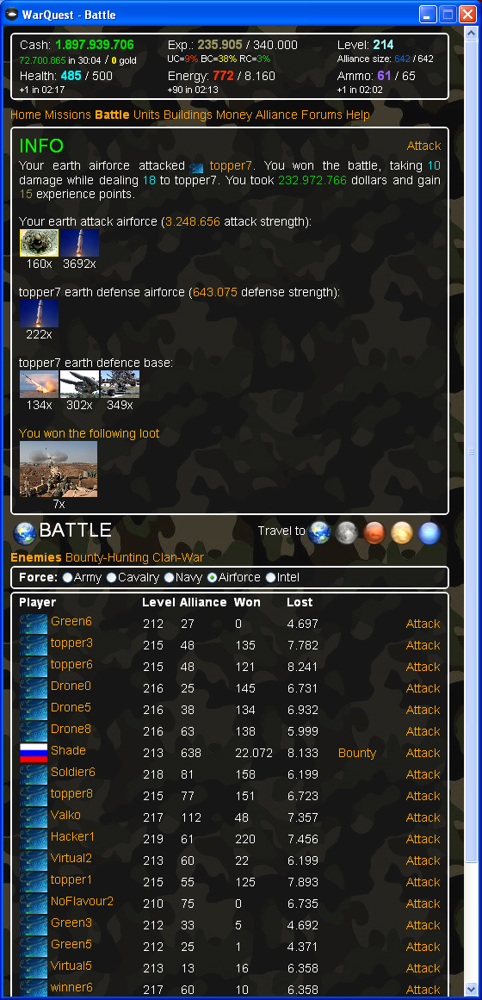 WarQuest - Battle
Cash: 1.897.939.706 Exp.: 235.905 / 340.000 Level: 214
72.700.865 in 30:04 / 0 gold UC=9% BC=38% RC=3% Alliance size: 642 / 642
Health: 485 / 500 Energy: 772 / 8.160 Ammo: 61 / 65
+1 in 02:17 +90 in 02:13 +1 in 02:02
Home Missions Battle Units Buildings Money Alliance Forums Help
INFO Attack
Your earth airforce attacked topper7. You won the battle, taking 10
damage while dealing 18 to topper7. You took 232.972.766 dollars and gain
15 experience points.
Your earth attack airforce (3.248.656 attack strength):
160x 3692x
topper7 earth defense airforce (643.075 defense strength):
222x
topper7 earth defence base:
134x 302x 349x
You won the following loot
7x
BATTLE Travel to
Enemies Bounty-Hunting Clan-War
Force: Army Cavalry Navy Airforce Intel
Player Level Alliance Won Lost
Green6 212 27 0 4.697 Attack
topper3 215 48 135 7.782 Attack
topper6 215 48 121 8.241 Attack
Drone0 216 25 145 6.731 Attack
Drone5 216 38 134 6.932 Attack
Drone8 216 63 138 5.999 Attack
Shade 213 638 22.072 8.133 Bounty Attack
Soldier6 218 81 158 6.199 Attack
topper8 215 77 151 6.723 Attack
Valko 217 112 48 7.357 Attack
Hacker1 219 61 220 7.456 Attack
Virtual2 213 60 22 6.199 Attack
topper1 215 55 125 7.893 Attack
NoFlavour2 210 75 0 6.735 Attack
Green3 212 33 5 4.692 Attack
Green5 212 25 1 4.371 Attack
Virtual5 213 13 16 6.358 Attack
winner6 217 60 10 6.358 Attack